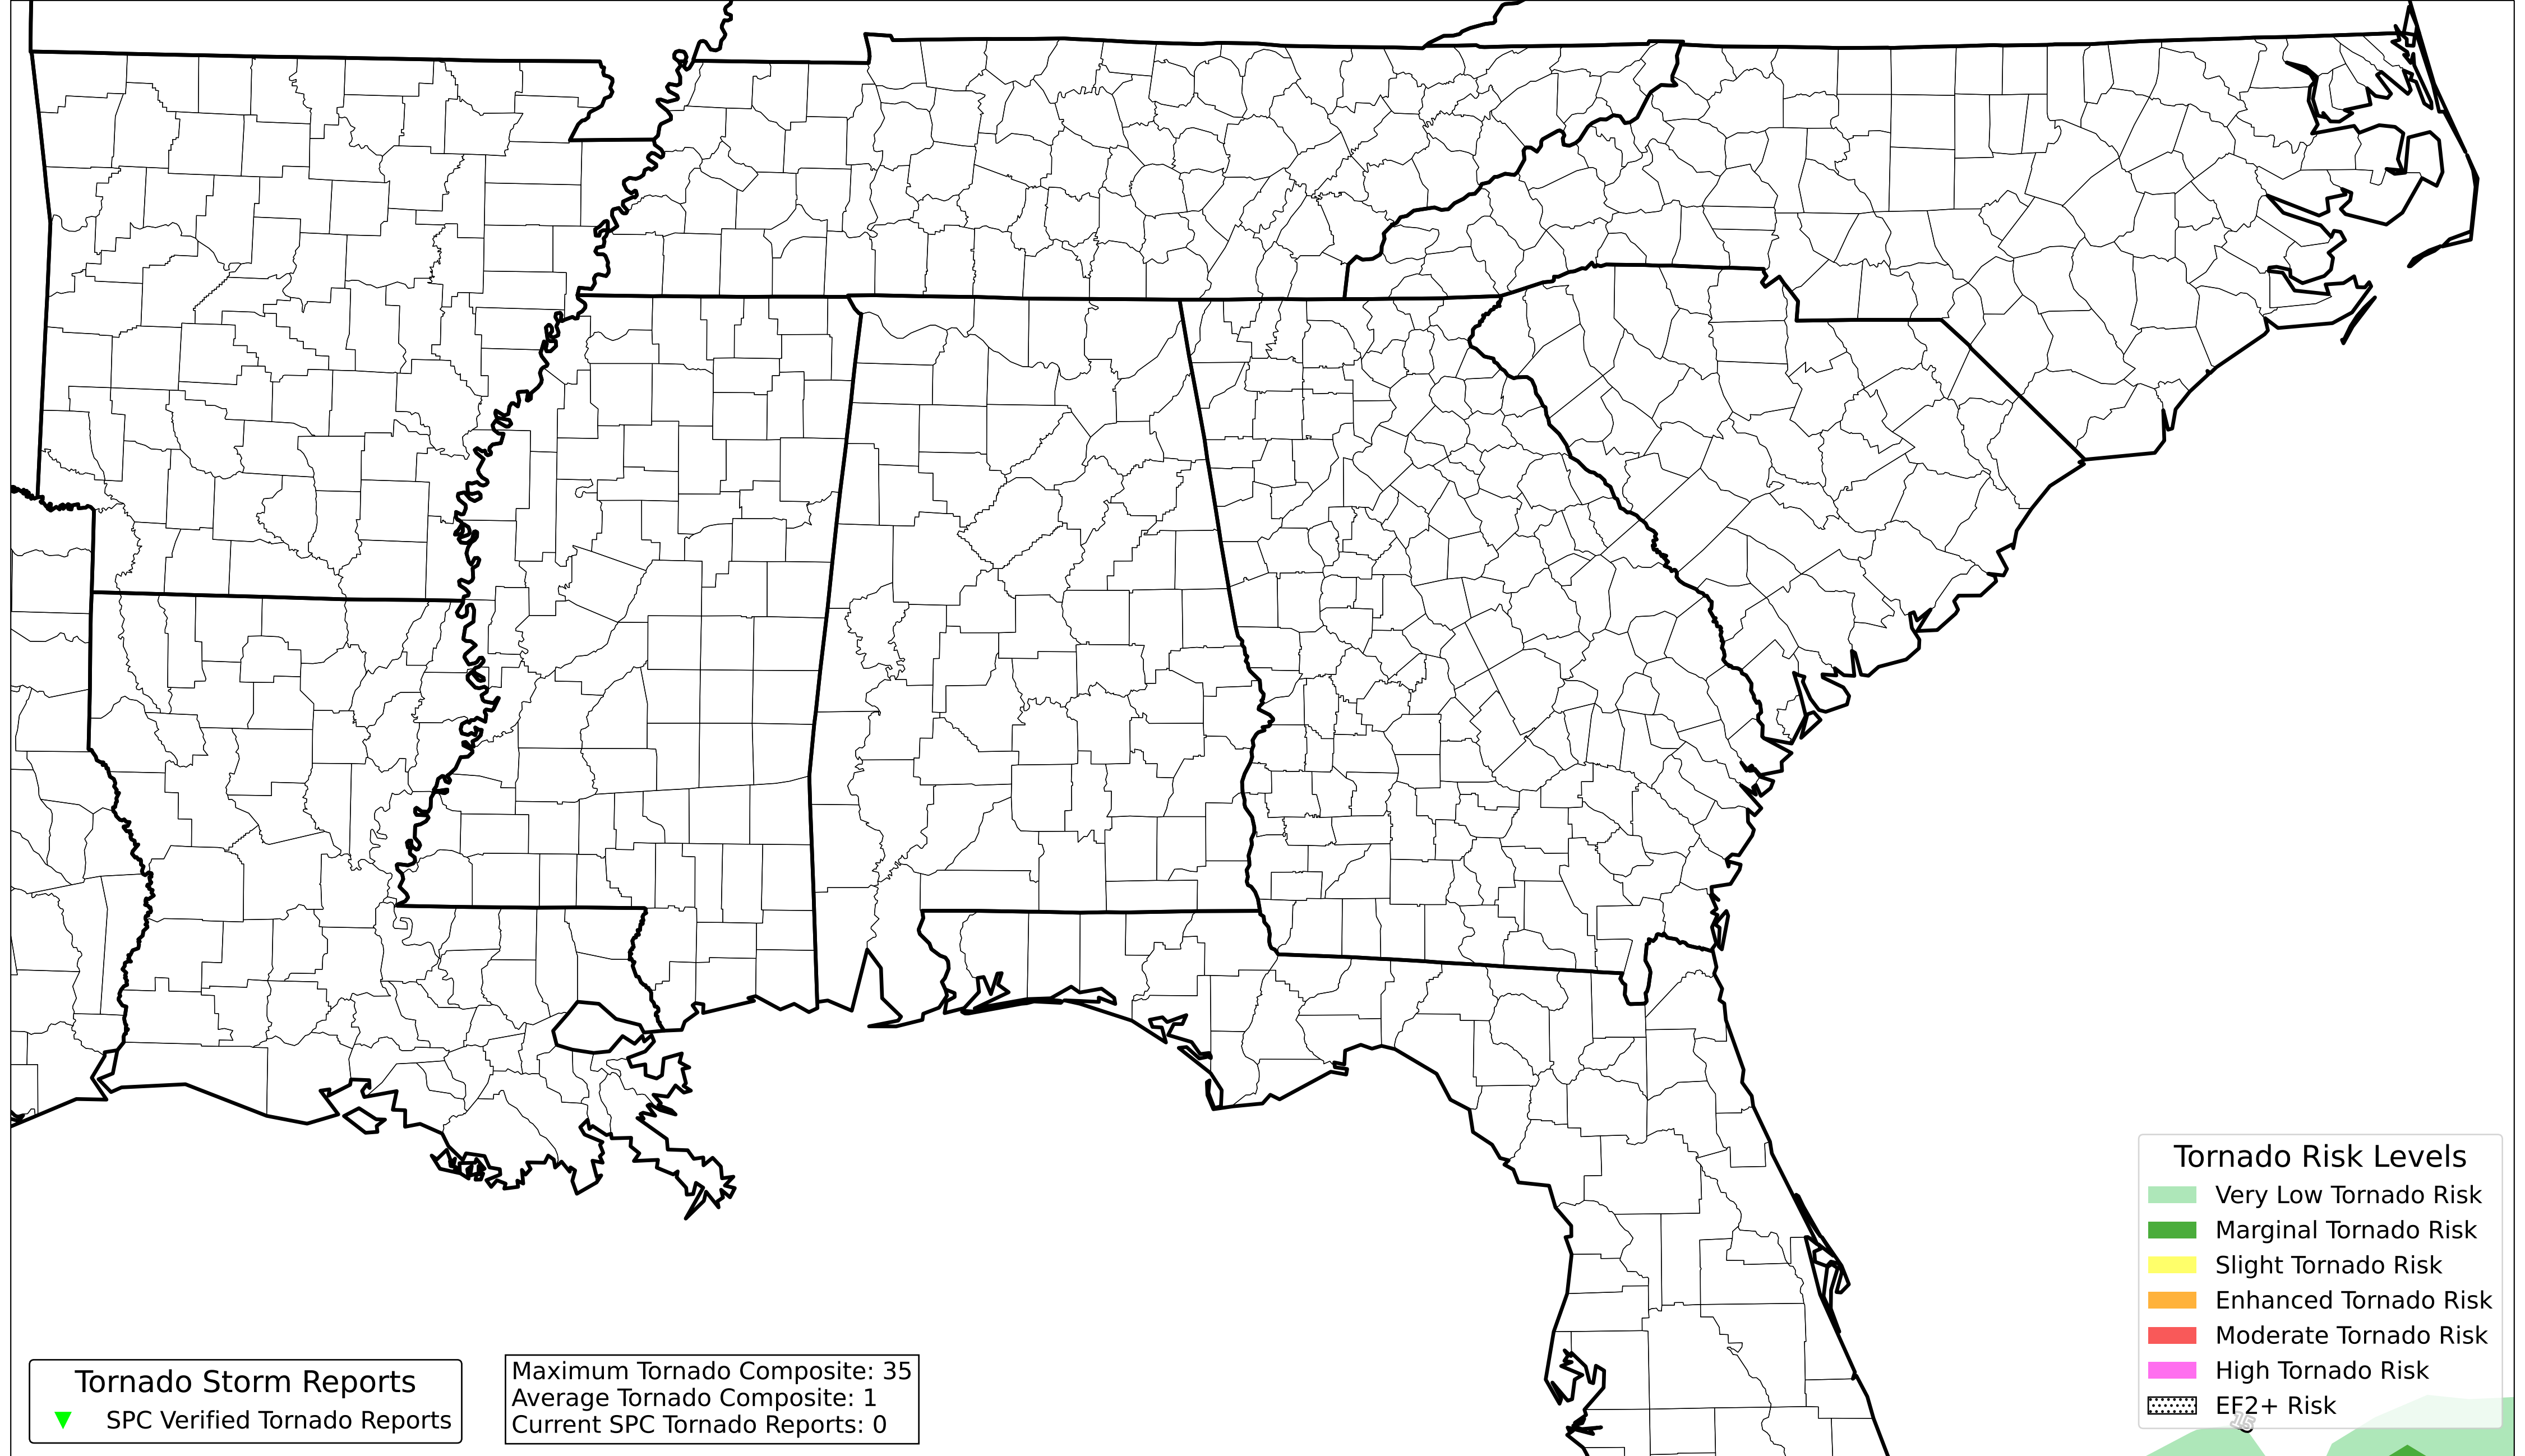 Tornado Risk Levels
Very Low Tornado Risk
Marginal Tornado Risk
Slight Tornado Risk
Enhanced Tornado Risk
Moderate Tornado Risk
High Tornado Risk
EF2+ Risk
15
Tornado Storm Reports
SPC Verified Tornado Reports
Maximum Tornado Composite: 35
Average Tornado Composite: 1
Current SPC Tornado Reports: 0